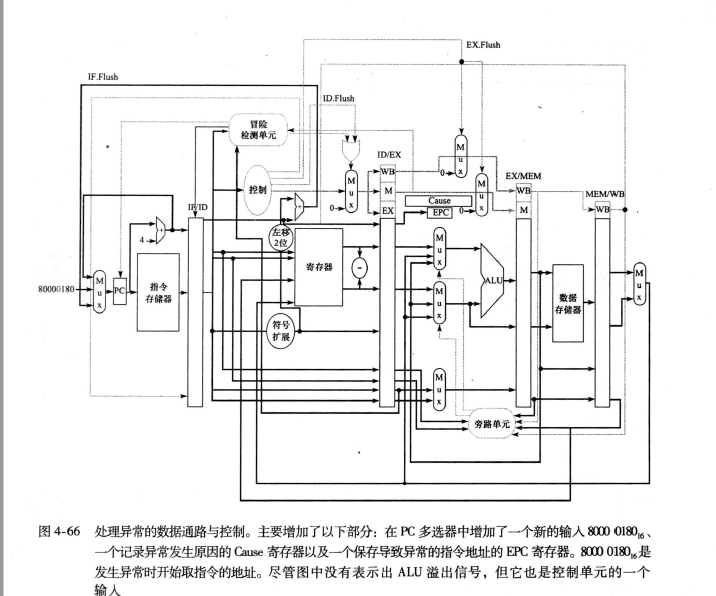 EX.Flush
IF.Flush
ID.Flush
冒险
检测单元
ID/EX
M
u
x
0
WB
EX/MEM
控制
M
u
x
0
M
M
u
x
0
WB
MEM/WB
IF/ID
EX
Cause
EPC
M
WB
4
左移
2位
寄存器
=
M
u
x
80000180
M
u
x
PC
指令
存储器
ALU
数据
存储器
M
u
x
M
u
x
符号
扩展
M
u
x
旁路单元
图 4-66 处理异常的数据通路与控制。主要增加了以下部分：在 PC 多选器中增加了一个新的输入 8000 0180₁₆、
一个记录异常发生原因的 Cause 寄存器以及一个保存导致异常的指令地址的 EPC 寄存器。8000 0180₁₆是
发生异常时开始取指令的地址。尽管图中没有表示出 ALU 溢出信号，但它也是控制单元的一个
输入